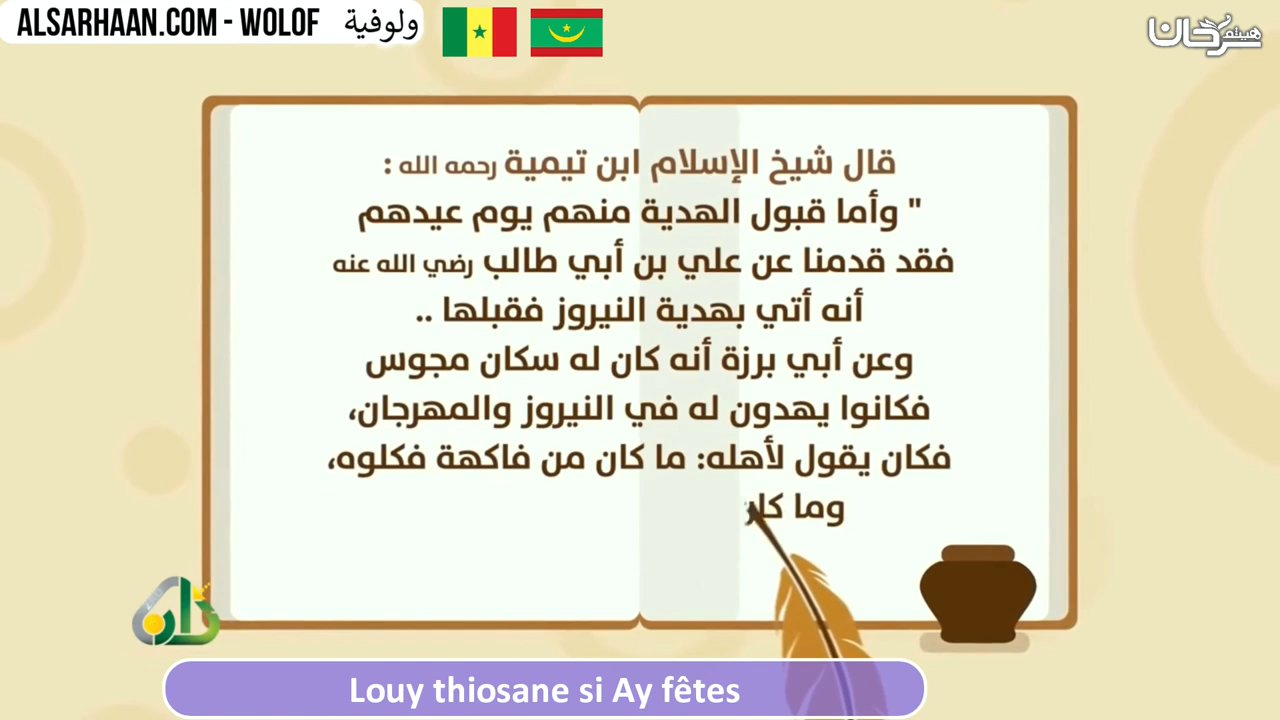 ALSARHAAN.COM - WOLOF ولوفية
هيثم سرحان
قال شيخ الإسلام ابن تيمية رحمه الله :
" وأما قبول الهدية منهم يوم عيدهم
فقد قدمنا عن علي بن أبي طالب رضي الله عنه
أنه أتي بهدية النيروز فقبلها ..
وعن أبي برزة أنه كان له سكان مجوس
فكانوا يهدون له في النيروز والمهرجان،
فكان يقول لأهله: ما كان من فاكهة فكلوه،
وما كان
Louy thiosane si Ay fêtes